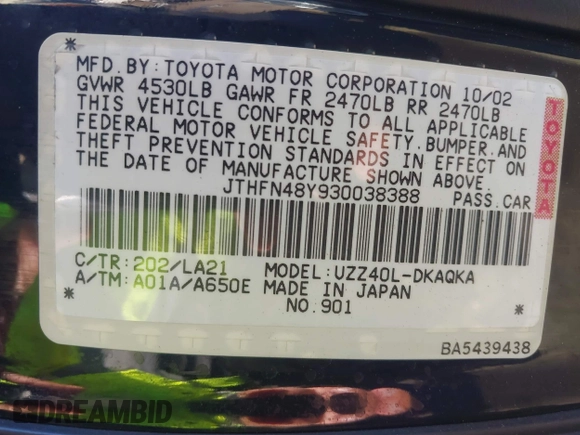 MFD.BY:TOYOTA MOTOR CORPORATION 10/02
GVWR 4530LB GAWR FR 2470LB RR 2470LB
THIS VEHICLE CONFORMS TO ALL APPLICABLE
FEDERAL MOTOR VEHICLE SAFETY,BUMPER,AND
THEFT PREVENTION STANDARDS IN EFFECT ON
THE DATE OF MANUFACTURE SHOWN ABOVE.
JTHFN48Y930038388 PASS.CAR
TOYOTA
C/TR:202/LA21 MODEL:UZZ40L-DKAQKA
A/TM:A01A/A650E MADE IN JAPAN
NO.901
BA5439438
DREAMBID